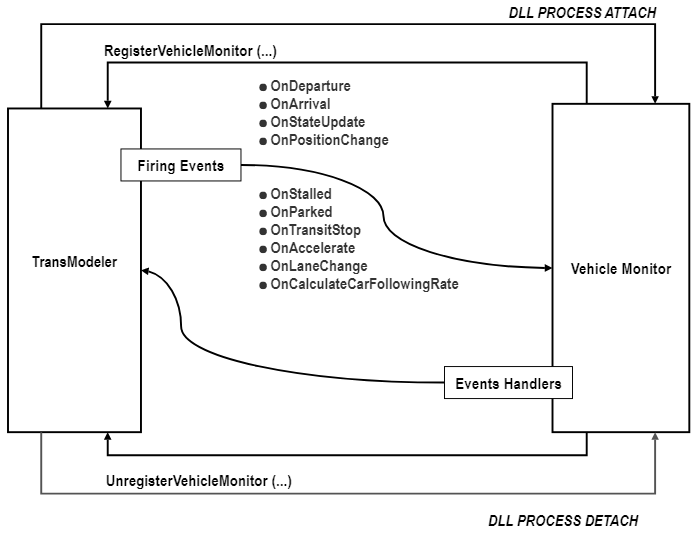 DLL PROCESS ATTACH
RegisterVehicleMonitor (...)
● OnDeparture
● OnArrival
● OnStateUpdate
● OnPositionChange
Firing Events
● OnStalled
● OnParked
● OnTransitStop
● OnAccelerate
● OnLaneChange
● OnCalculateCarFollowingRate
TransModeler
Vehicle Monitor
Events Handlers
UnregisterVehicleMonitor (...)
DLL PROCESS DETACH